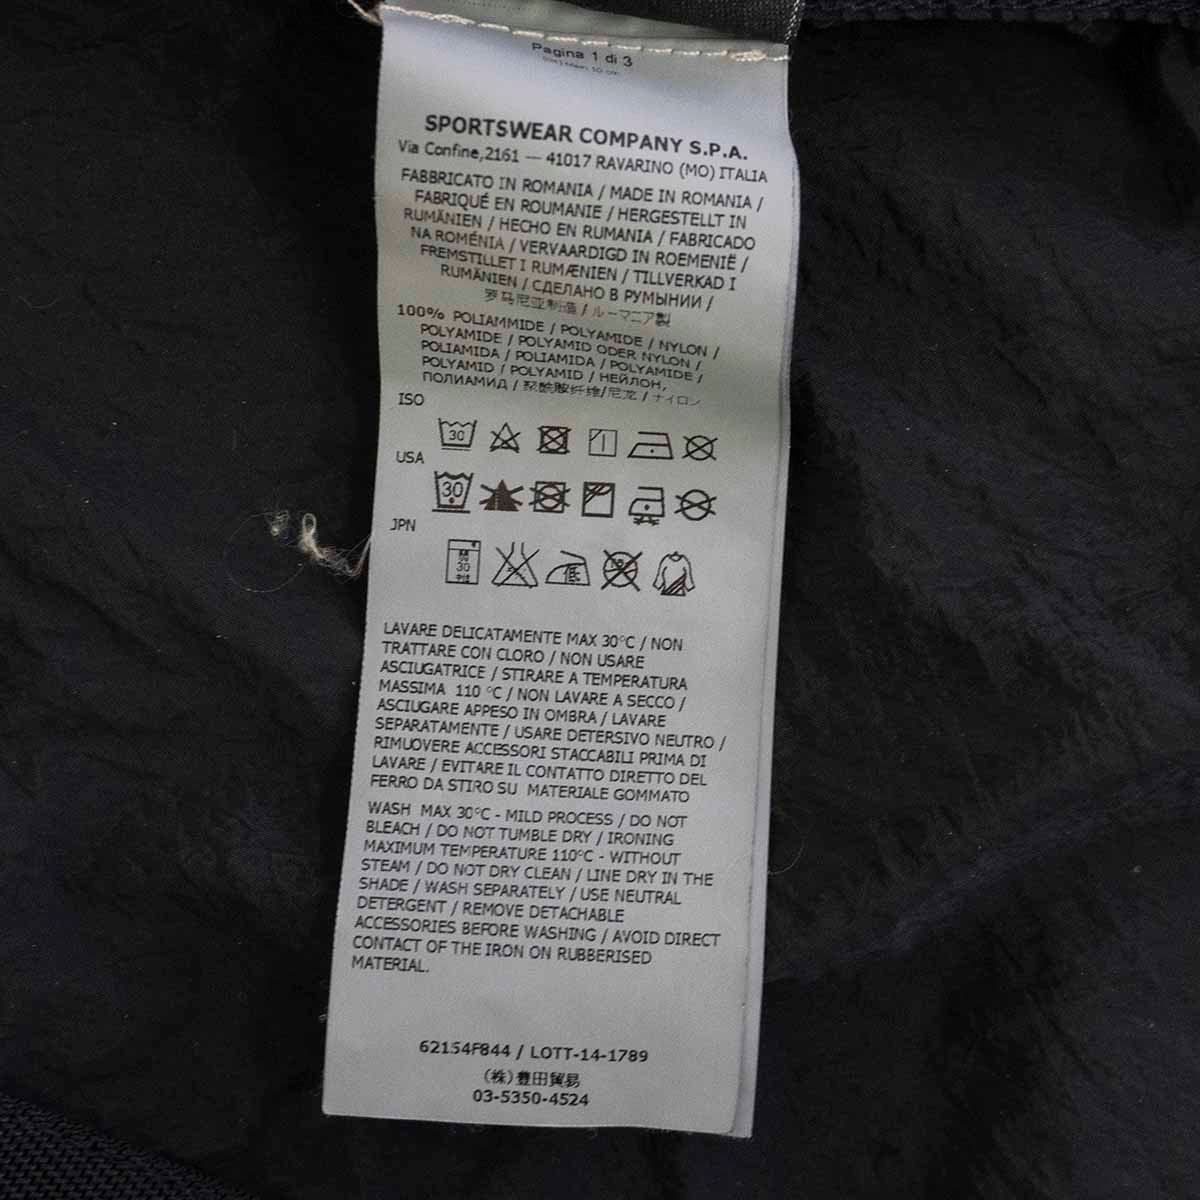 Pagina 1 di 3
SPORTSWEAR COMPANY S.P.A.
Via Confine,2161 — 41017 RAVARINO (MO) ITALIA
FABBRICATO IN ROMANIA / MADE IN ROMANIA /
FABRIQUÉ EN ROUMANIE / HERGESTELLT IN
RUMÄNIEN / HECHO EN RUMANIA / FABRICADO
NA ROMÉNIA / VERVAARDIGD IN ROEMENIË /
FREMSTILLET I RUMÆNIEN / TILLVERKAD I
RUMÄNIEN / СДЕЛАНО В РУМЫНИИ /
罗马尼亚制造 / ルーマニア製
100% POLIAMMIDE / POLYAMIDE / NYLON /
POLYAMIDE / POLYAMID ODER NYLON /
POLIAMIDA / POLIAMIDA / POLYAMIDE /
POLYAMID / POLYAMID / НЕЙЛОН,
ПОЛИАМИД / 聚酰胺纤维/尼龙 / ナイロン
ISO
30
USA
30
JPN
30
低
LAVARE DELICATAMENTE MAX 30°C / NON
TRATTARE CON CLORO / NON USARE
ASCIUGATRICE / STIRARE A TEMPERATURA
MASSIMA 110 °C / NON LAVARE A SECCO /
ASCIUGARE APPESO IN OMBRA / LAVARE
SEPARATAMENTE / USARE DETERSIVO NEUTRO /
RIMUOVERE ACCESSORI STACCABILI PRIMA DI
LAVARE / EVITARE IL CONTATTO DIRETTO DEL
FERRO DA STIRO SU MATERIALE GOMMATO
WASH MAX 30°C - MILD PROCESS / DO NOT
BLEACH / DO NOT TUMBLE DRY / IRONING
MAXIMUM TEMPERATURE 110°C - WITHOUT
STEAM / DO NOT DRY CLEAN / LINE DRY IN THE
SHADE / WASH SEPARATELY / USE NEUTRAL
DETERGENT / REMOVE DETACHABLE
ACCESSORIES BEFORE WASHING / AVOID DIRECT
CONTACT OF THE IRON ON RUBBERISED
MATERIAL.
62154F844 / LOTT-14-1789
(株)豊田貿易
03-5350-4524